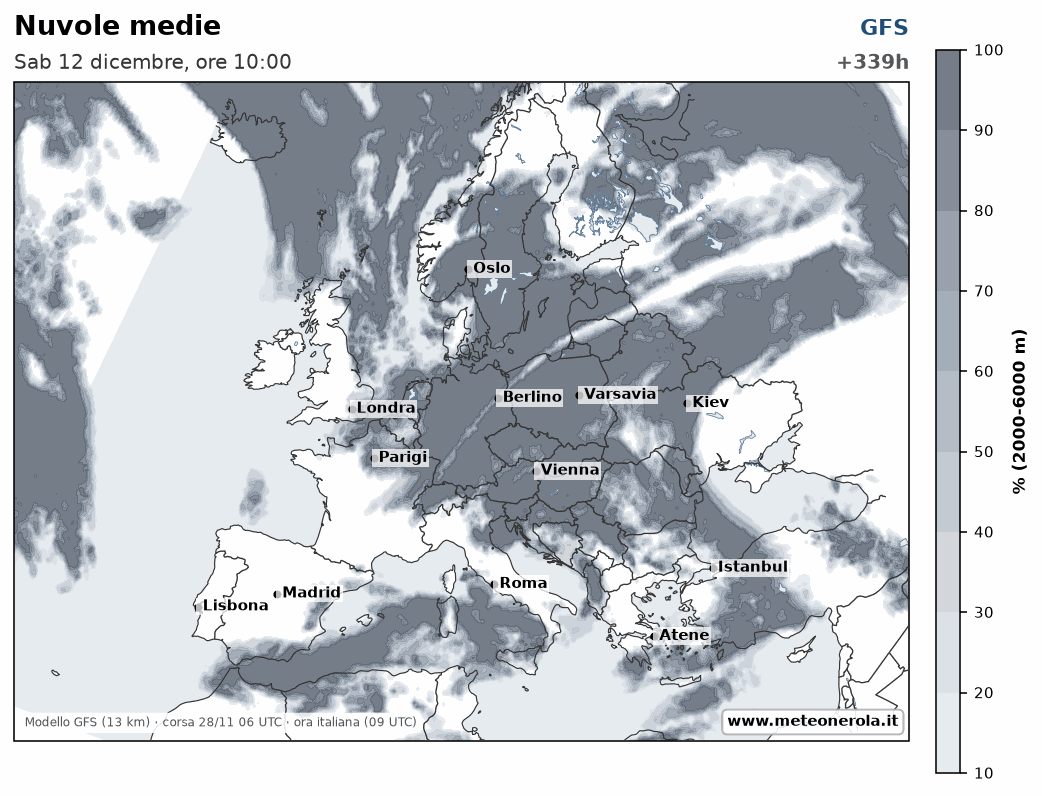 Nuvole medie
GFS
Sab 12 dicembre, ore 10:00
+339h
100
90
80
70
60
50
40
30
20
10
% (2000-6000 m)
Oslo
Berlino
Varsavia
Kiev
Londra
Parigi
Vienna
Istanbul
Roma
Madrid
Lisbona
Atene
Modello GFS (13 km) · corsa 28/11 06 UTC · ora italiana (09 UTC)
www.meteonerola.it